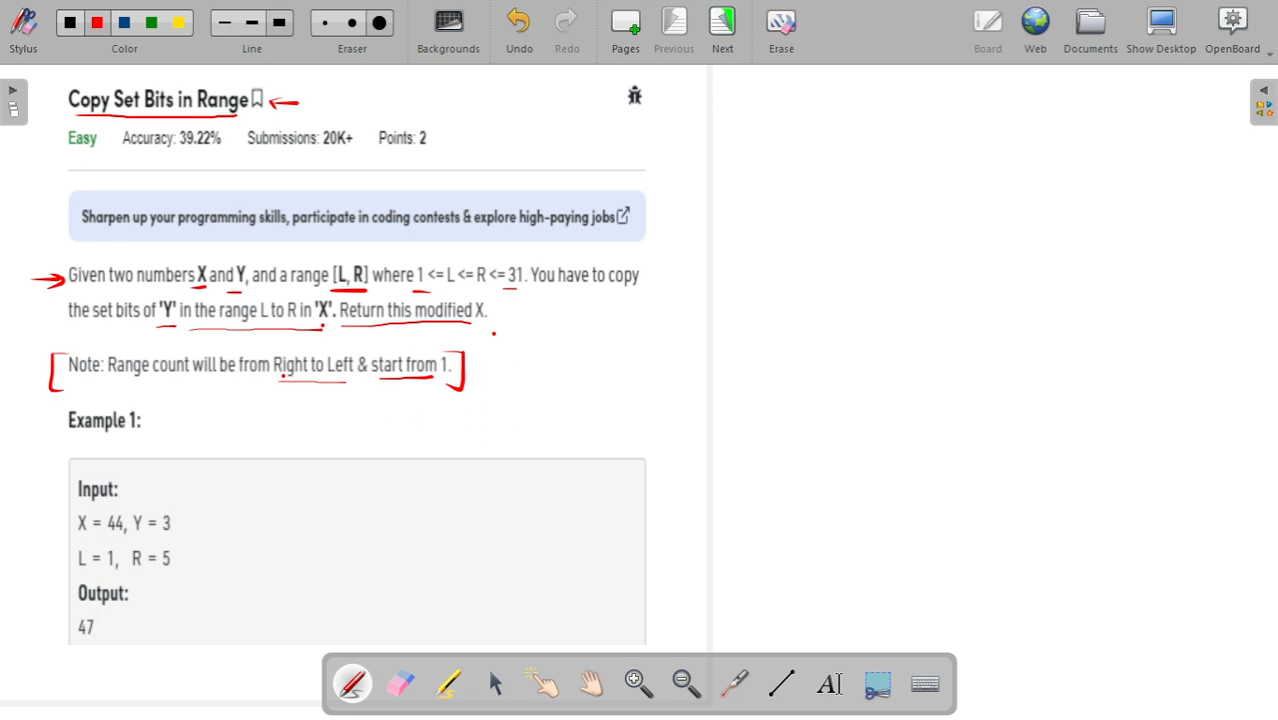 Stylus
Color
Line
Eraser
Backgrounds
Undo
Redo
Pages
Previous
Next
Erase
Board
Web
Documents
Show Desktop
OpenBoard
Copy Set Bits in Range
Easy Accuracy: 39.22% Submissions: 20K+ Points: 2
Sharpen up your programming skills, participate in coding contests & explore high-paying jobs
Given two numbers X and Y, and a range [L, R] where 1 <= L <= R <= 31. You have to copy
the set bits of 'Y' in the range L to R in 'X'. Return this modified X.
Note: Range count will be from Right to Left & start from 1.
Example 1:
Input:
X = 44, Y = 3
L = 1, R = 5
Output:
47
A